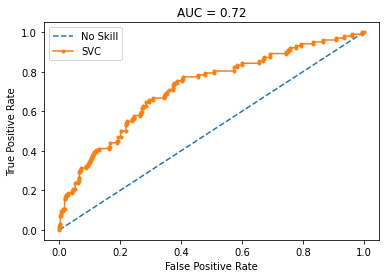 AUC = 0.72
No Skill
SVC
True Positive Rate
1.0
0.8
0.6
0.4
0.2
0.0
0.0 0.2 0.4 0.6 0.8 1.0
False Positive Rate